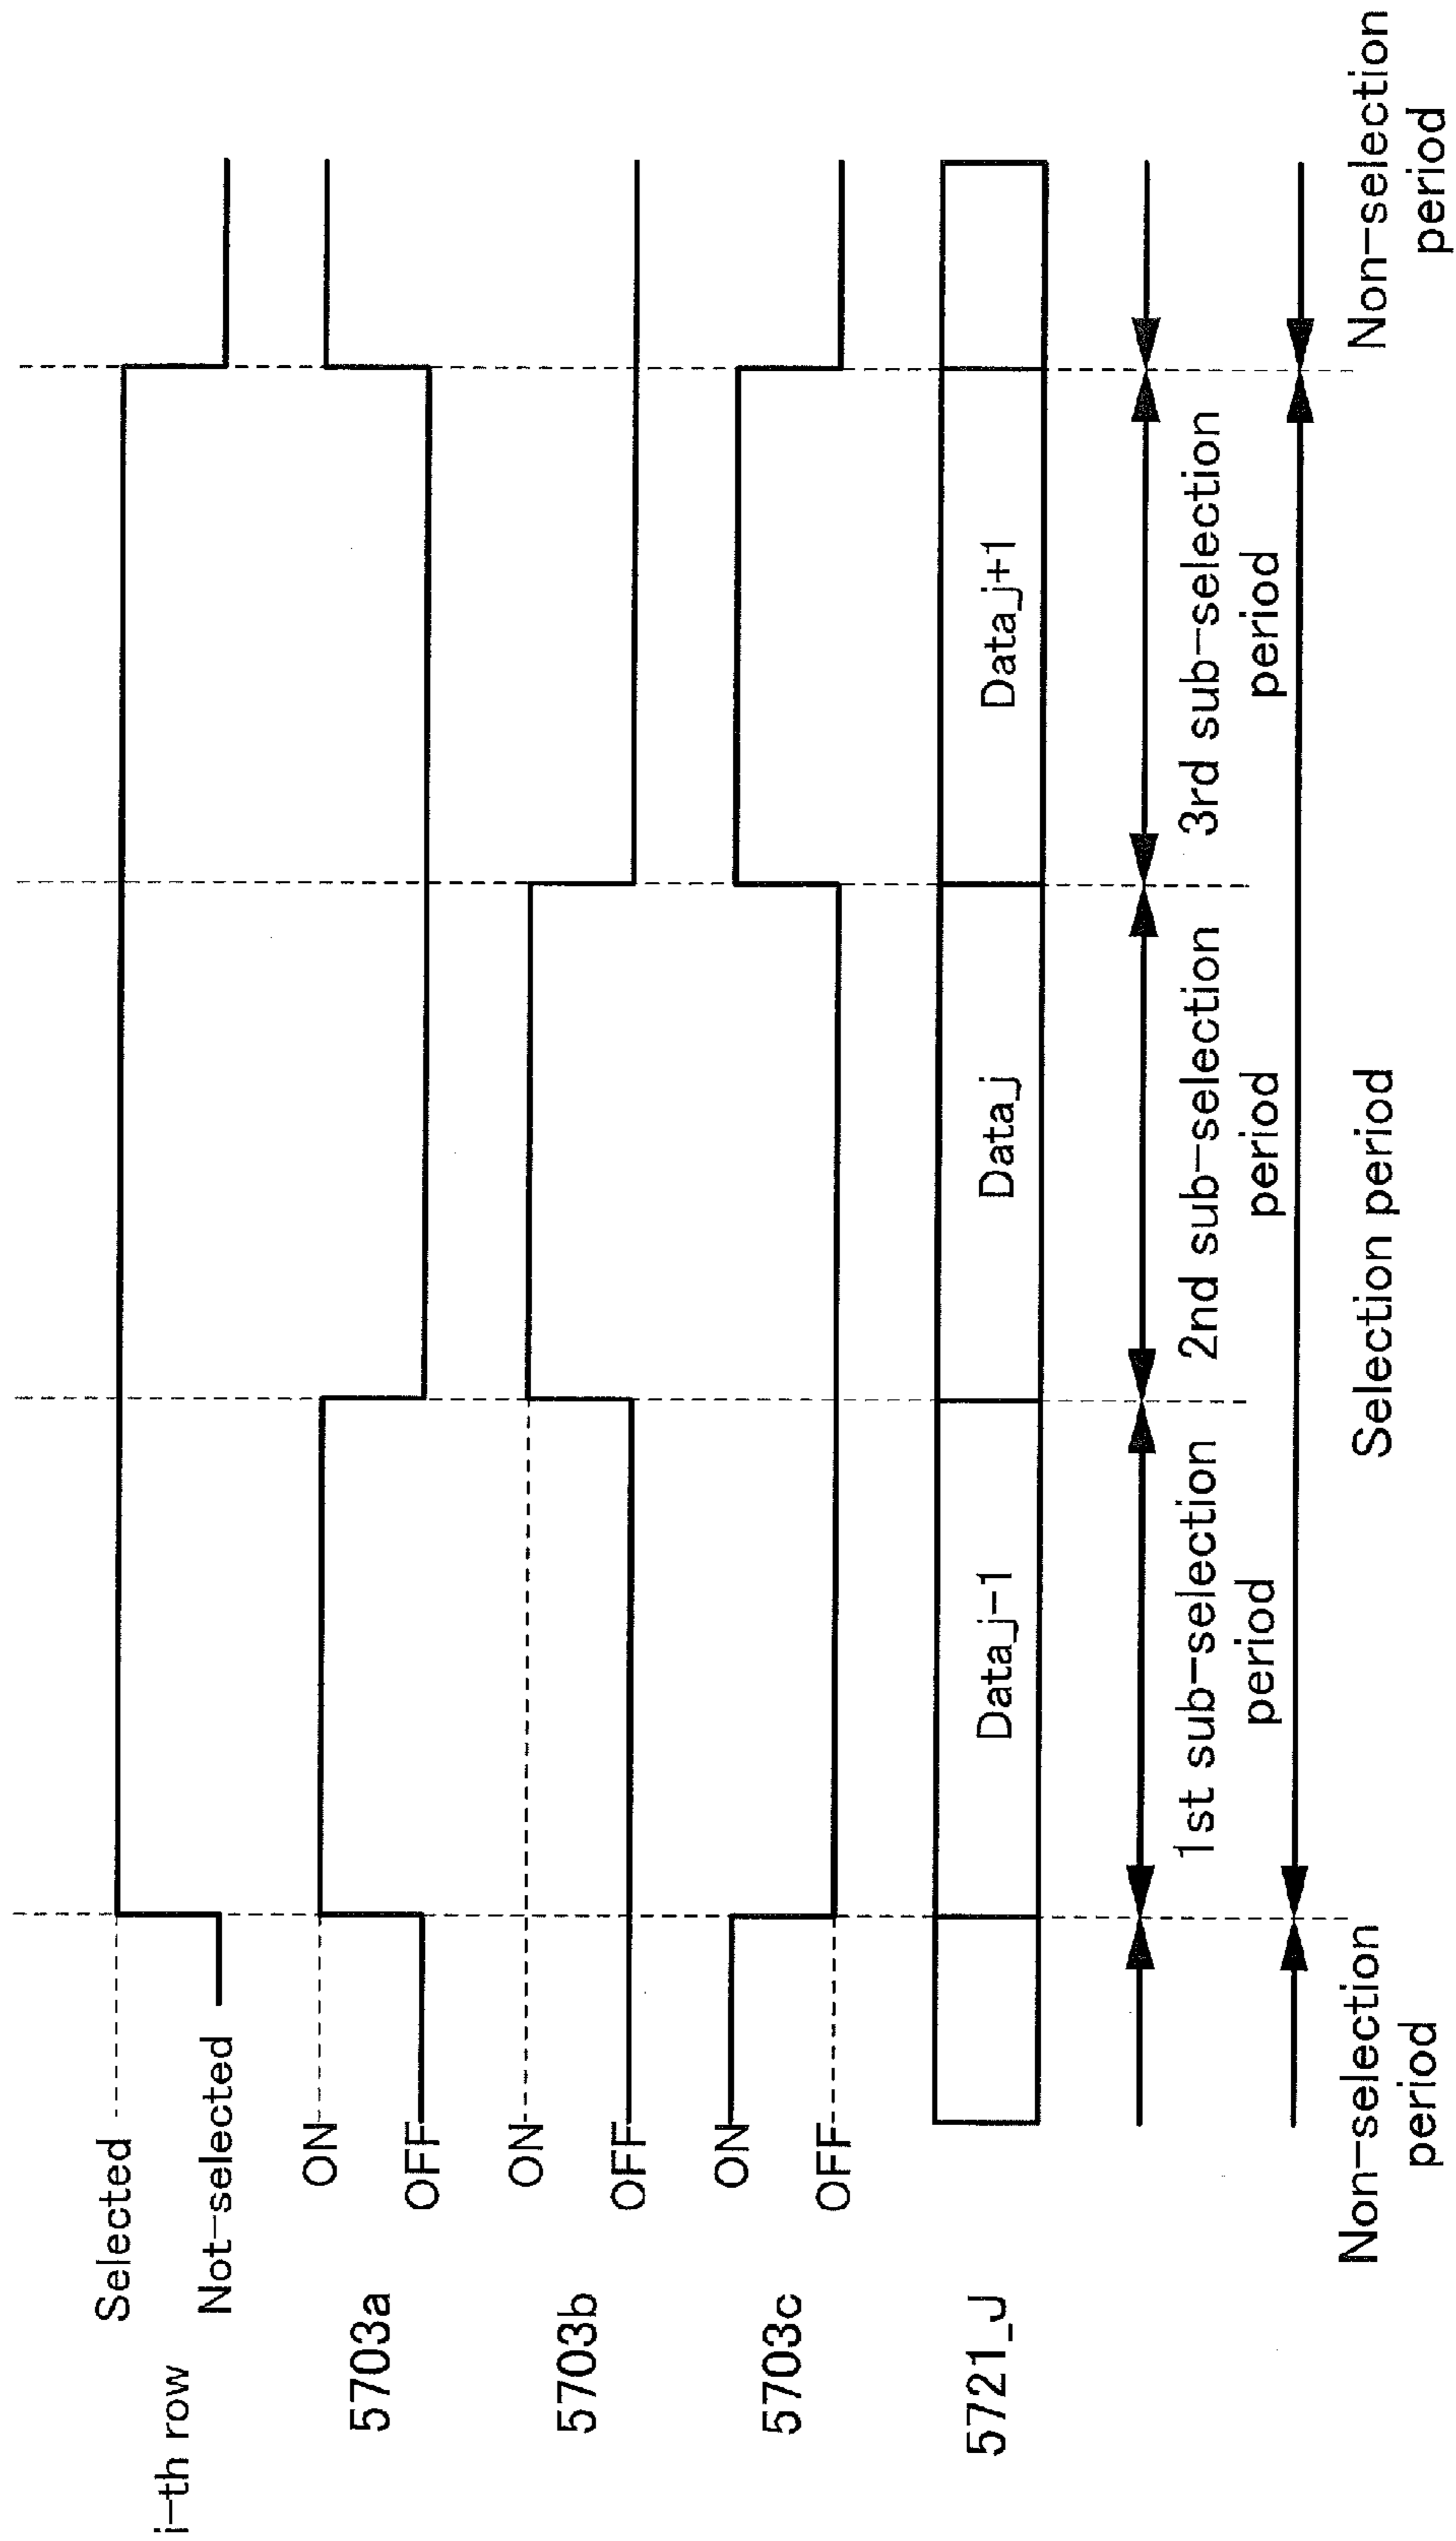 i-th row
Selected
Not-selected
5703a
ON
OFF
5703b
ON
OFF
5703c
ON
OFF
5721_J
Data_j-1
Data_j
Data_j+1
1st sub-selection
period
2nd sub-selection
period
3rd sub-selection
period
Non-selection
period
Selection period
Non-selection
period